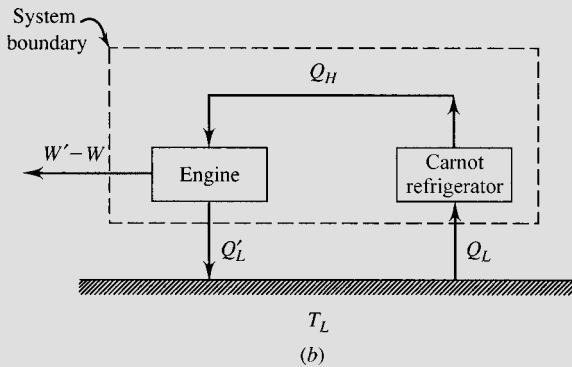 System
boundary
Q_H
W′ − W
Engine
Carnot
refrigerator
Q′_L
Q_L
T_L
(b)